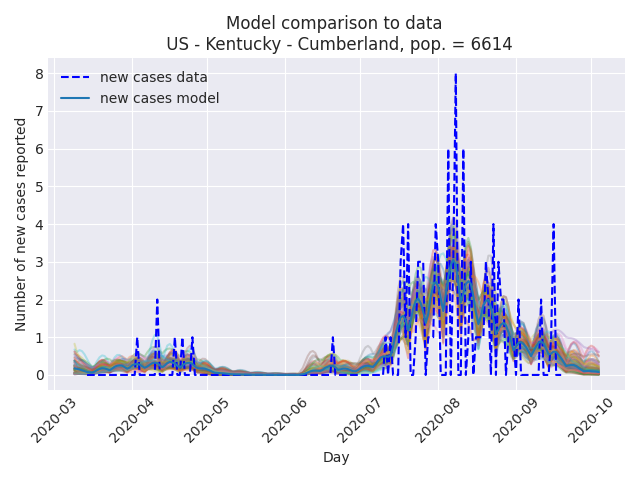 Model comparison to data
US - Kentucky - Cumberland, pop. = 6614
8
7
6
5
4
3
2
1
0
Number of new cases reported
new cases data
new cases model
2020-03
2020-04
2020-05
2020-06
2020-07
2020-08
2020-09
2020-10
Day